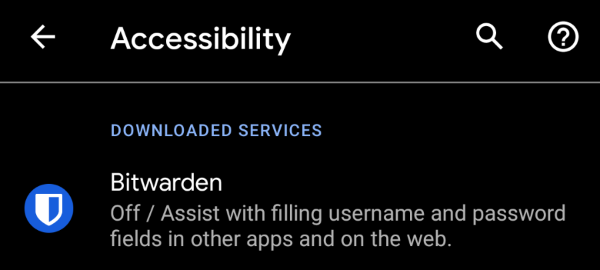 Accessibility
DOWNLOADED SERVICES
Bitwarden
Off / Assist with filling username and password
fields in other apps and on the web.